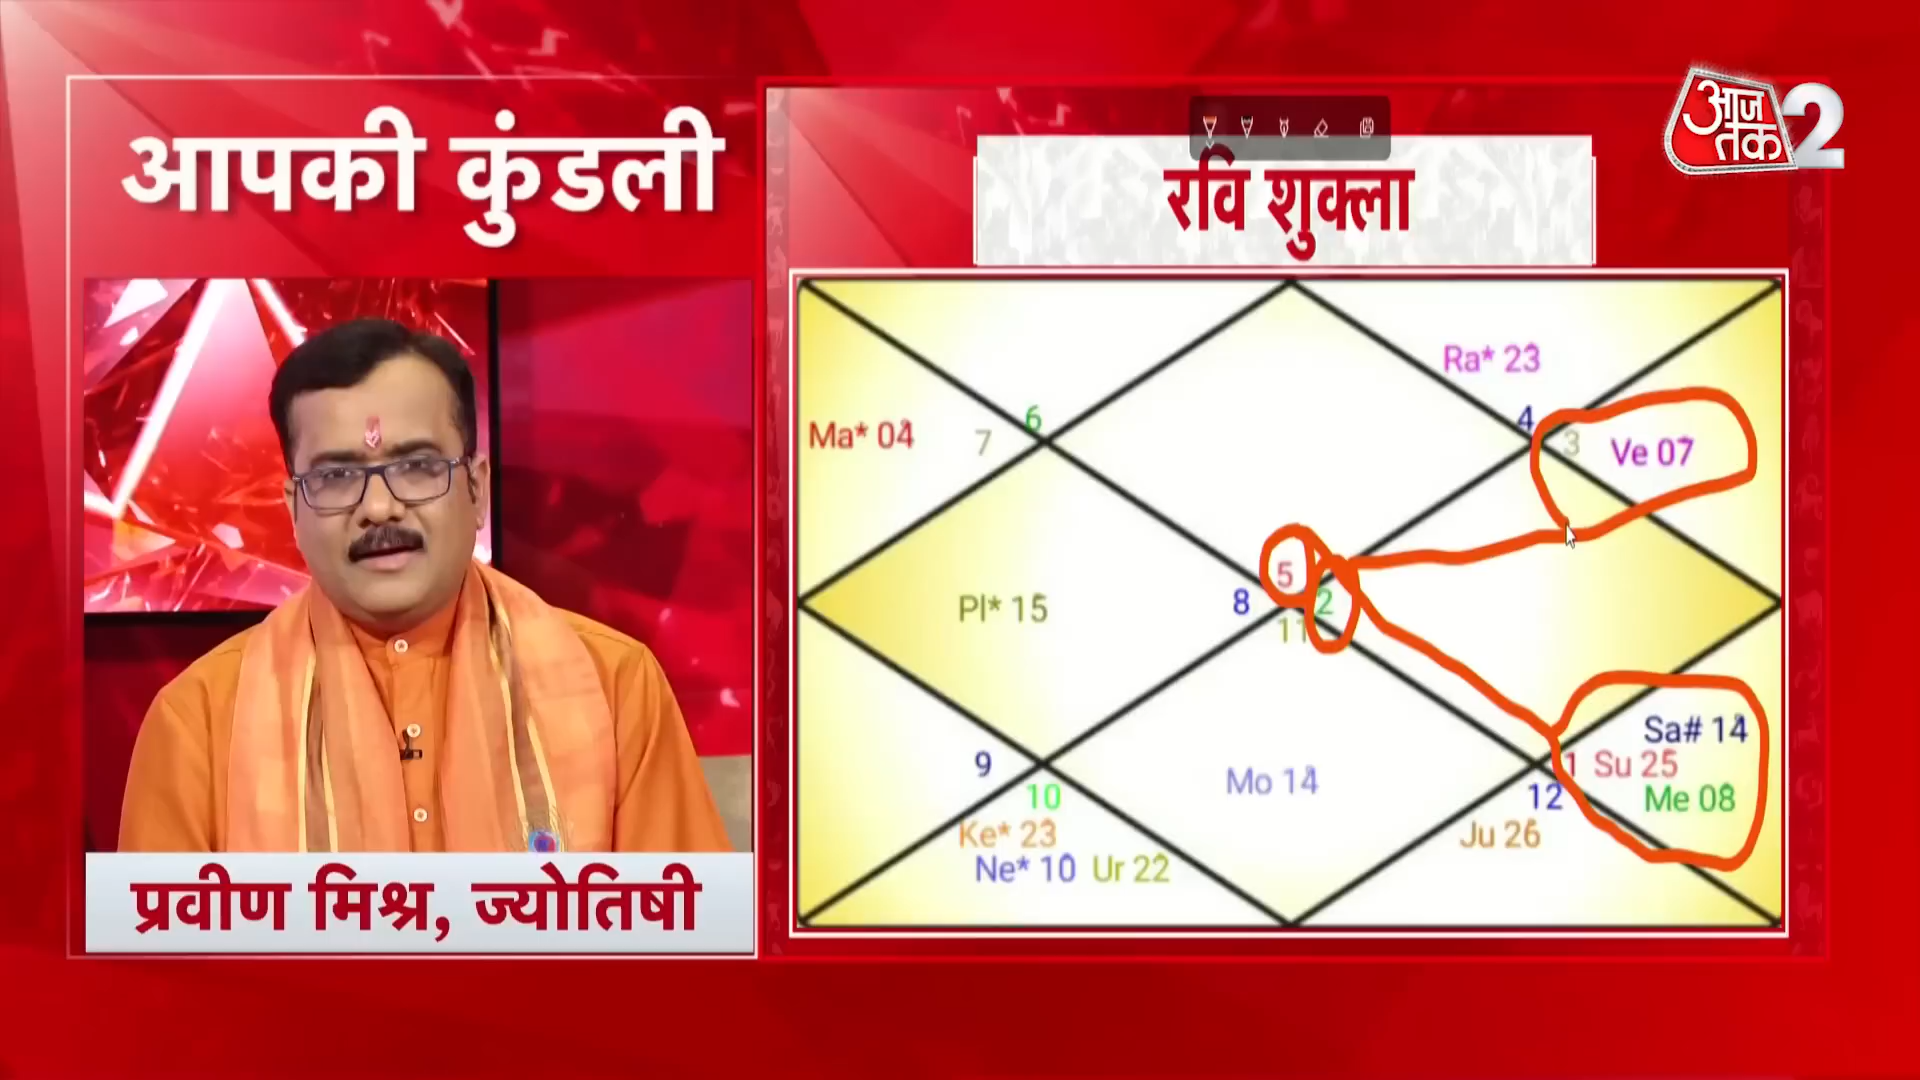 आपकी कुंडली
आज
तक 2
रवि शुक्ला
Ra* 23
6
4
Ma* 04
7
3
Ve 07
5
Pl* 15
8
2
11
9
Sa# 14
1 Su 25
10
Mo 14
12
Me 08
Ke* 23
Ju 26
Ne* 10 Ur 22
प्रवीण मिश्र, ज्योतिषी